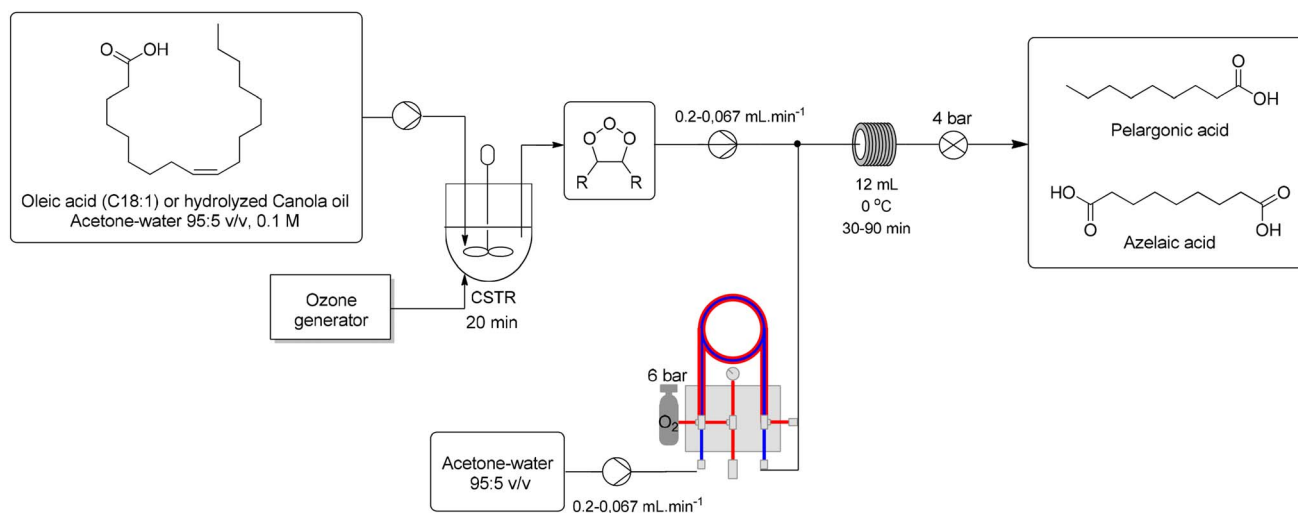 O
OH
Oleic acid (C18:1) or hydrolyzed Canola oil
Acetone-water 95:5 v/v, 0.1 M
Ozone
generator
CSTR
20 min
O
O
O
R
R
0.2-0,067 mL.min-1
12 mL
0 °C
30-90 min
4 bar
O
OH
Pelargonic acid
HO
O
O
OH
Azelaic acid
6 bar
O2
Acetone-water
95:5 v/v
0.2-0,067 mL.min-1